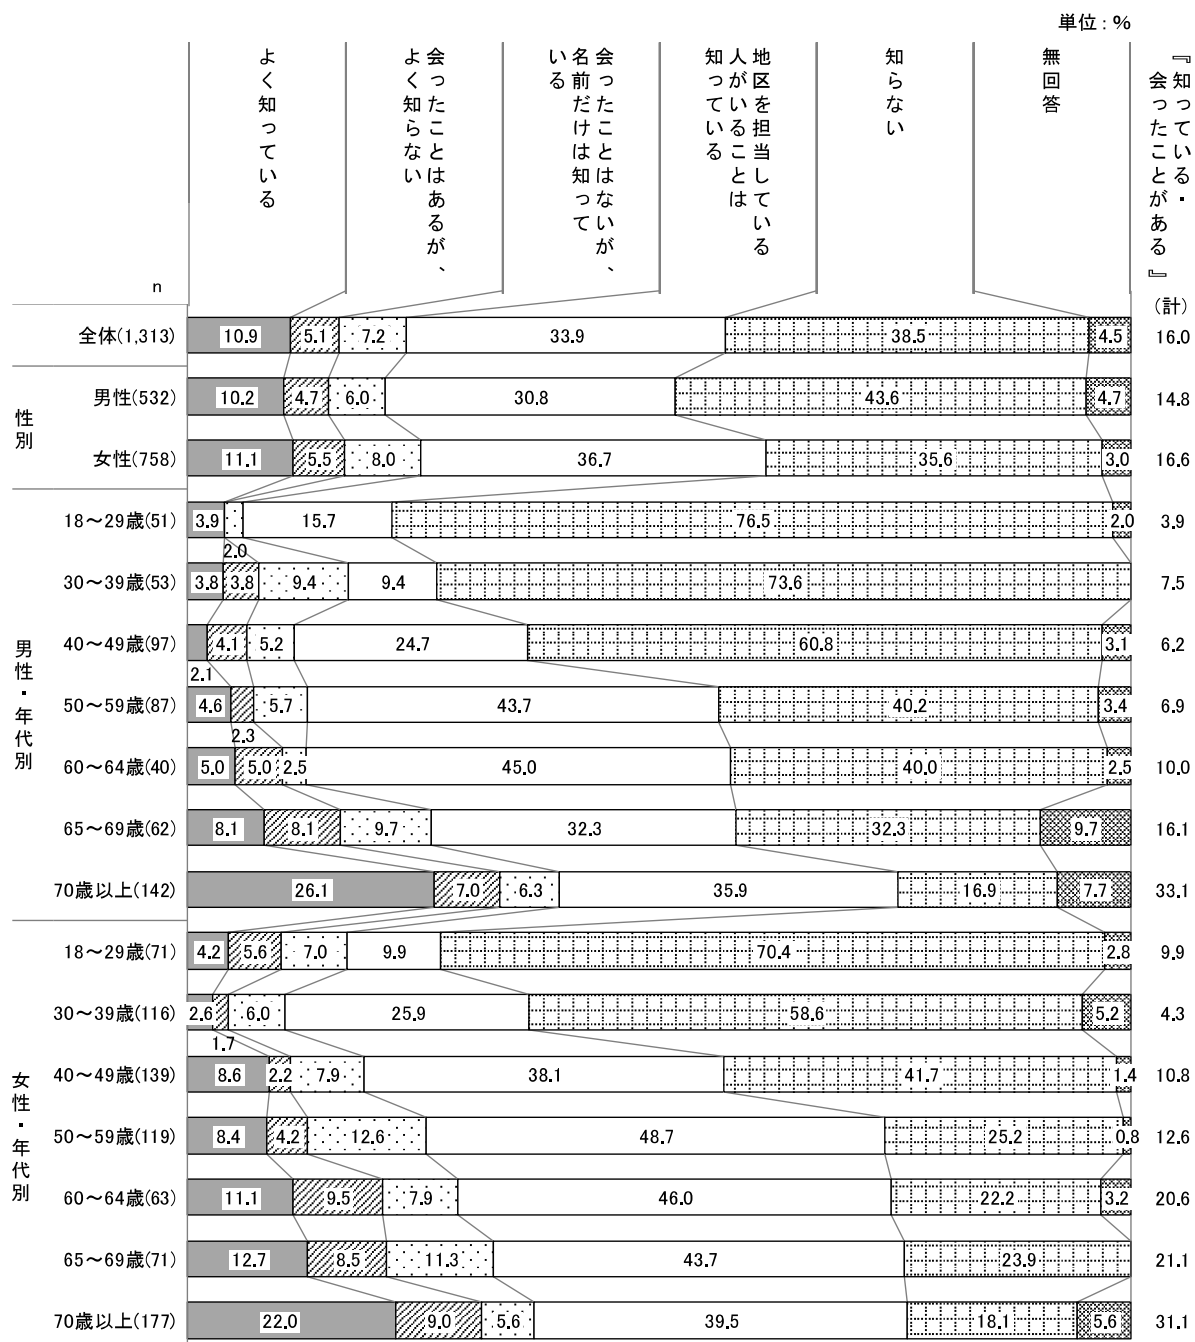 単位:%
よく知っている
会ったことはあるが、
よく知らない
会ったことはないが、
名前だけは知って
いる
地区を担当している
人がいることは
知っている
知らない
無回答
『知っている・
会ったことがある』
(計)
n
全体(1,313) 10.9 5.1 7.2 33.9 38.5 4.5 16.0
性別
男性(532) 10.2 4.7 6.0 30.8 43.6 4.7 14.8
女性(758) 11.1 5.5 8.0 36.7 35.6 3.0 16.6
男性・年代別
18~29歳(51) 3.9 15.7 76.5 2.0 3.9
2.0
30~39歳(53) 3.8 3.8 9.4 9.4 73.6 7.5
40~49歳(97) 4.1 5.2 24.7 60.8 3.1 6.2
2.1
50~59歳(87) 4.6 5.7 43.7 40.2 3.4 6.9
2.3
60~64歳(40) 5.0 5.0 2.5 45.0 40.0 2.5 10.0
65~69歳(62) 8.1 8.1 9.7 32.3 32.3 9.7 16.1
70歳以上(142) 26.1 7.0 6.3 35.9 16.9 7.7 33.1
女性・年代別
18~29歳(71) 4.2 5.6 7.0 9.9 70.4 2.8 9.9
30~39歳(116) 2.6 6.0 25.9 58.6 5.2 4.3
1.7
40~49歳(139) 8.6 2.2 7.9 38.1 41.7 1.4 10.8
50~59歳(119) 8.4 4.2 12.6 48.7 25.2 0.8 12.6
60~64歳(63) 11.1 9.5 7.9 46.0 22.2 3.2 20.6
65~69歳(71) 12.7 8.5 11.3 43.7 23.9 21.1
70歳以上(177) 22.0 9.0 5.6 39.5 18.1 5.6 31.1